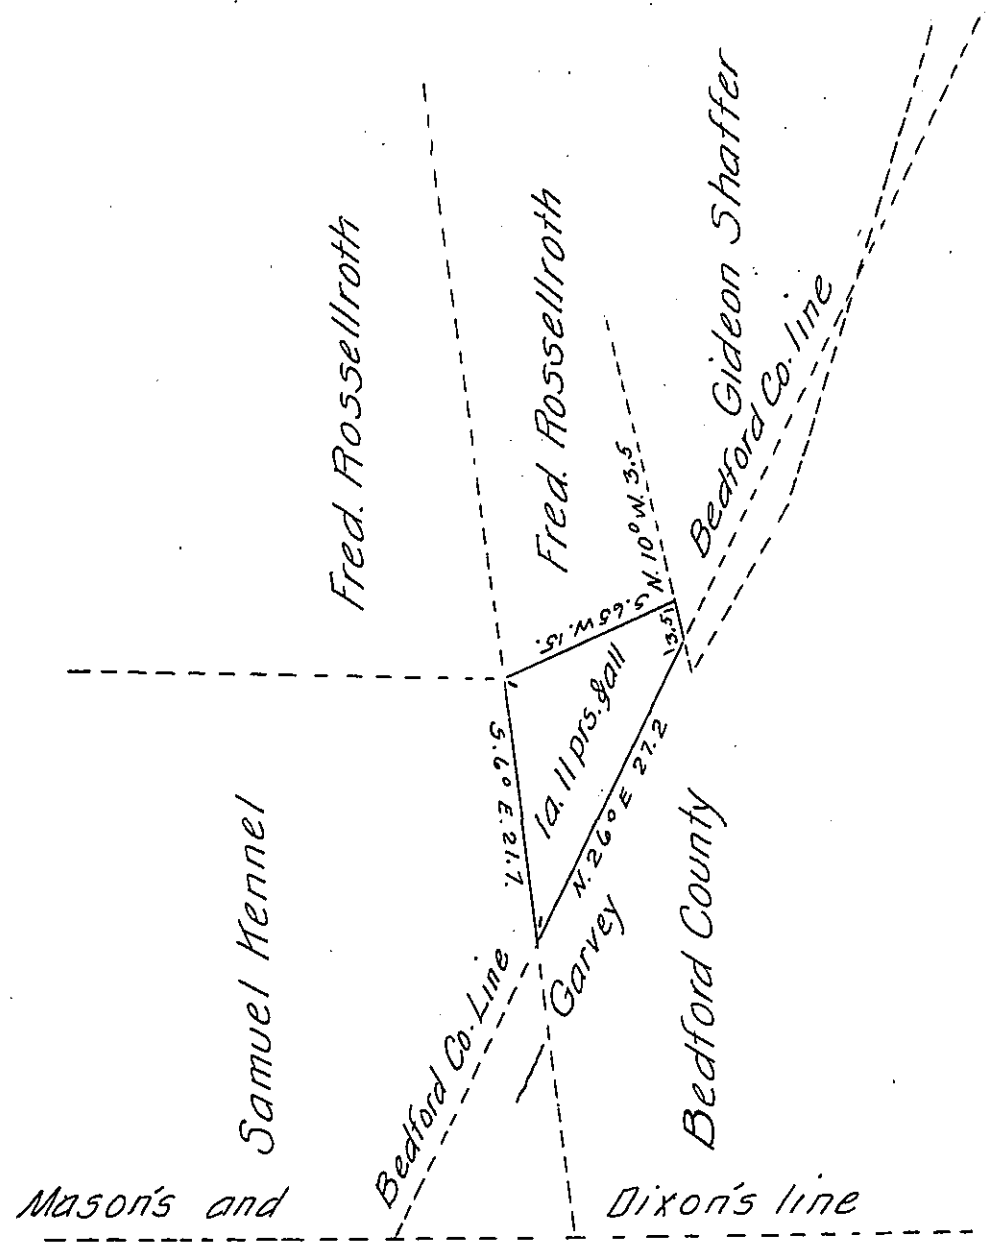 Fred. Rossellroth
Fred. Rossellroth
Gideon Shaffer
Bedford Co. line
N. 10° W. 3.5
S. 65 W. 15.
13.51
S. 6° E. 21.7.
1a. 11 prs. & all
N. 26° E 27.2
Samuel Kennel
Bedford Co. Line
Garvey
Bedford County
Mason's and Dixon's line